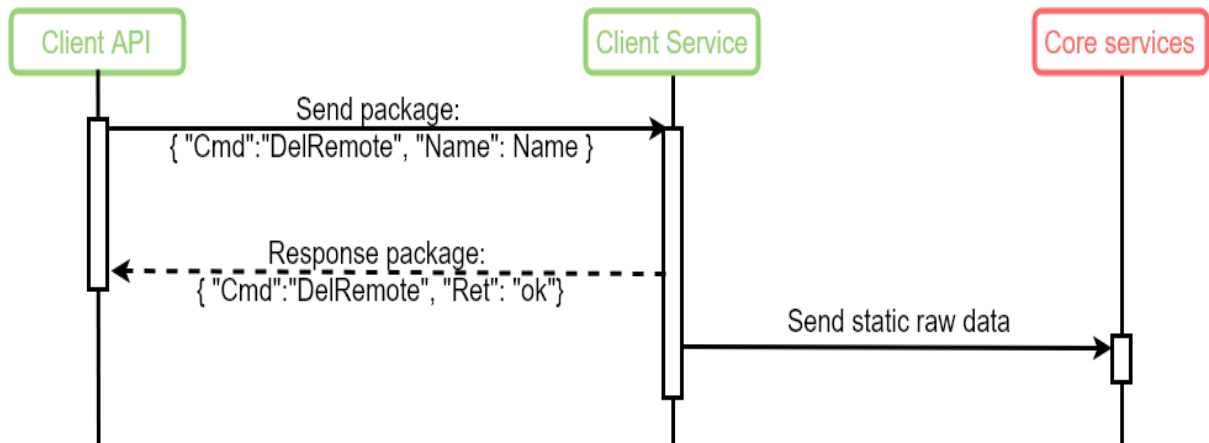 Client API
Client Service
Core services
Send package:
{ "Cmd":"DelRemote", "Name": Name }
Response package:
{ "Cmd":"DelRemote", "Ret": "ok"}
Send static raw data